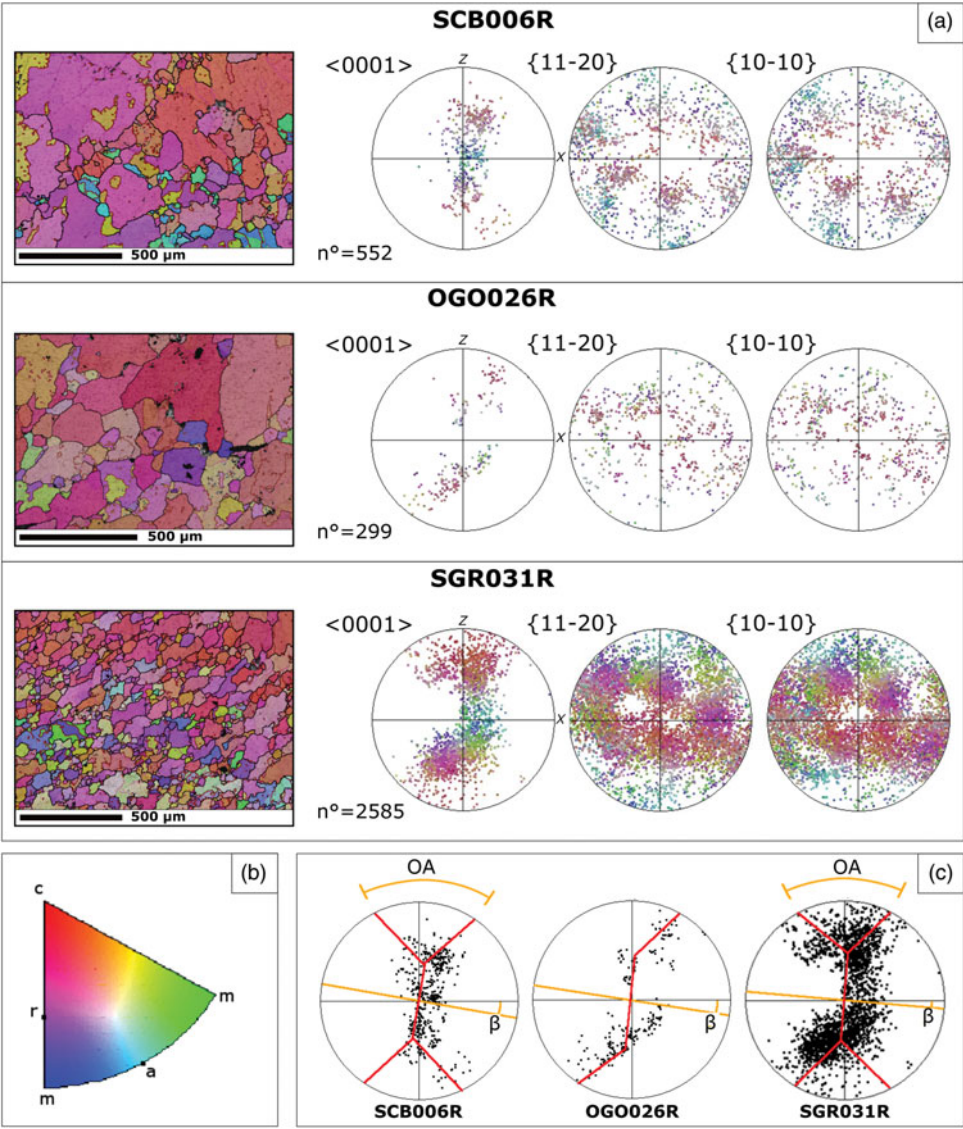 SCB006R
(a)
<0001>
{11-20}
{10-10}
Z
X
500 µm
n°=552
OGO026R
<0001>
{11-20}
{10-10}
Z
X
500 µm
n°=299
SGR031R
<0001>
{11-20}
{10-10}
Z
X
500 µm
n°=2585
(b)
c
r
m
m
a
(c)
OA
OA
β
β
β
SCB006R
OGO026R
SGR031R